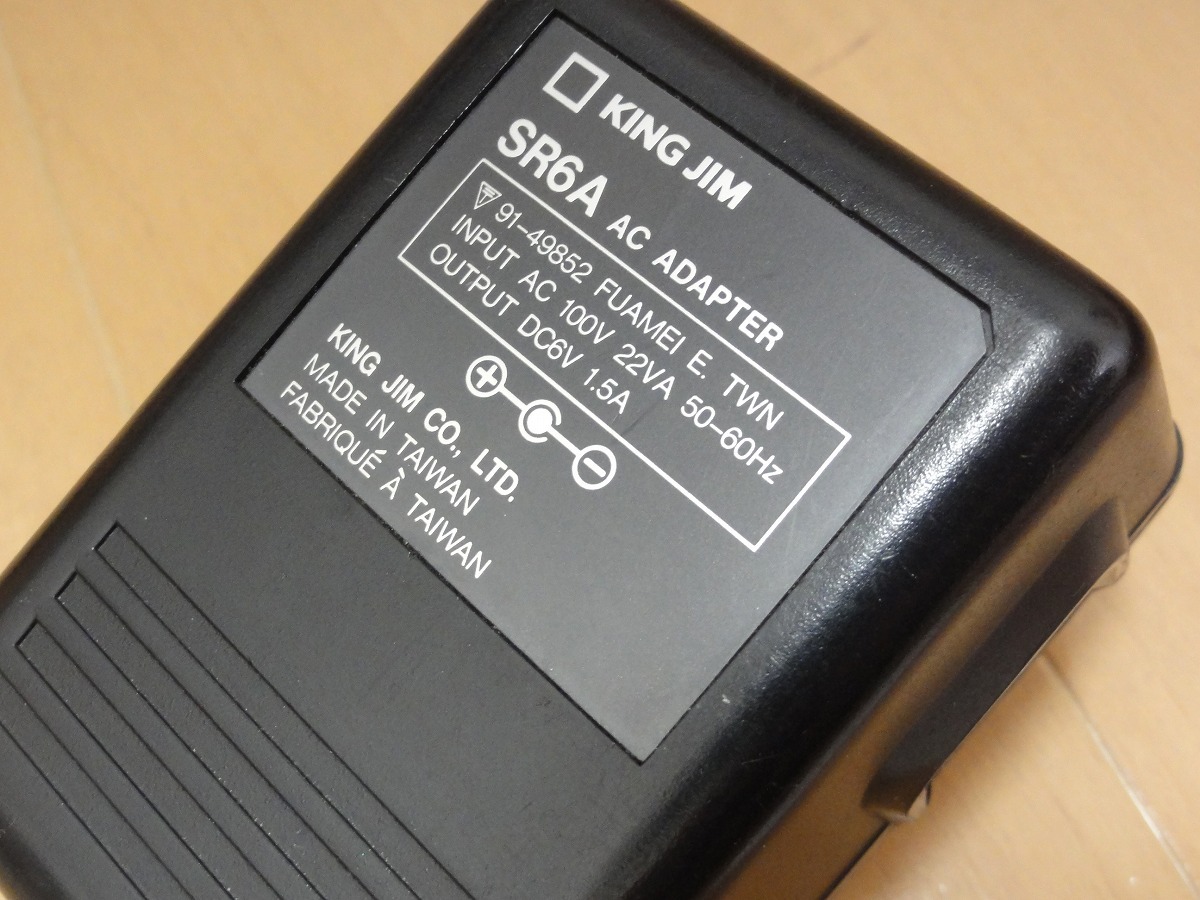 KING JIM
SR6A AC ADAPTER
91-49852 FUAMEI E. TWN
INPUT AC 100V 22VA 50-60Hz
OUTPUT DC6V 1.5A
KING JIM CO., LTD.
MADE IN TAIWAN
FABRIQUÉ À TAIWAN